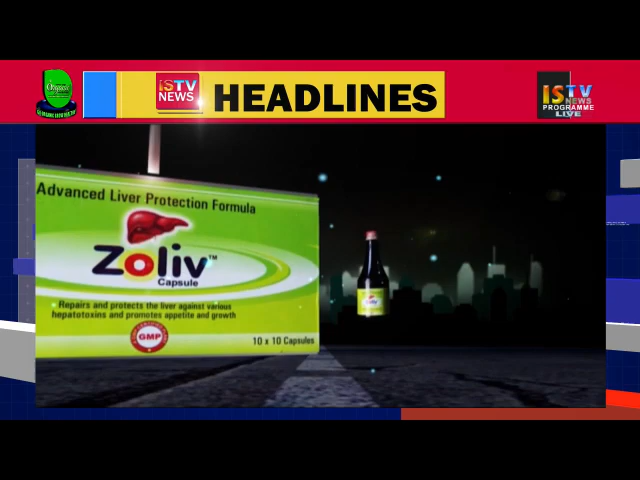 ISTV
NEWS
HEADLINES
ISTV
NEWS
PROGRAMME
LIVE
Advanced Liver Protection Formula
Zoliv™
Capsule
Repairs and protects the liver against various
hepatotoxins and promotes appetite and growth
GMP
10 x 10 Capsules
Zoliv